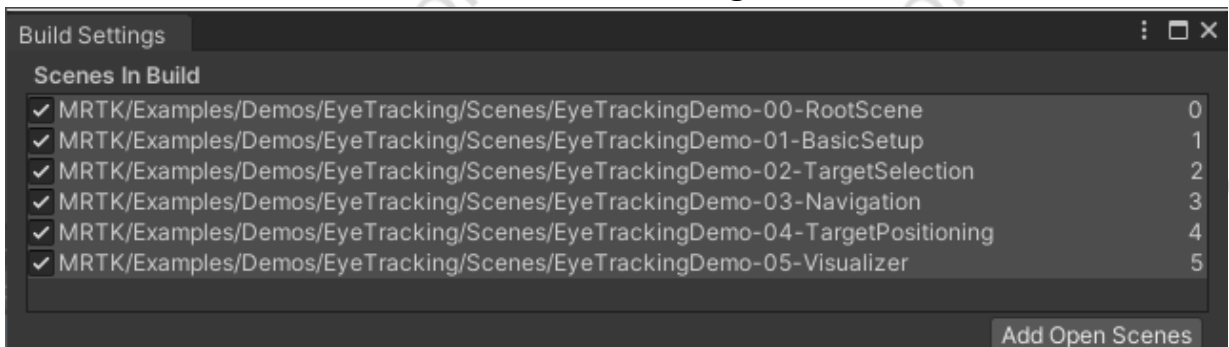 Build Settings
Scenes In Build
MRTK/Examples/Demos/EyeTracking/Scenes/EyeTrackingDemo-00-RootScene 0
MRTK/Examples/Demos/EyeTracking/Scenes/EyeTrackingDemo-01-BasicSetup 1
MRTK/Examples/Demos/EyeTracking/Scenes/EyeTrackingDemo-02-TargetSelection 2
MRTK/Examples/Demos/EyeTracking/Scenes/EyeTrackingDemo-03-Navigation 3
MRTK/Examples/Demos/EyeTracking/Scenes/EyeTrackingDemo-04-TargetPositioning 4
MRTK/Examples/Demos/EyeTracking/Scenes/EyeTrackingDemo-05-Visualizer 5
Add Open Scenes